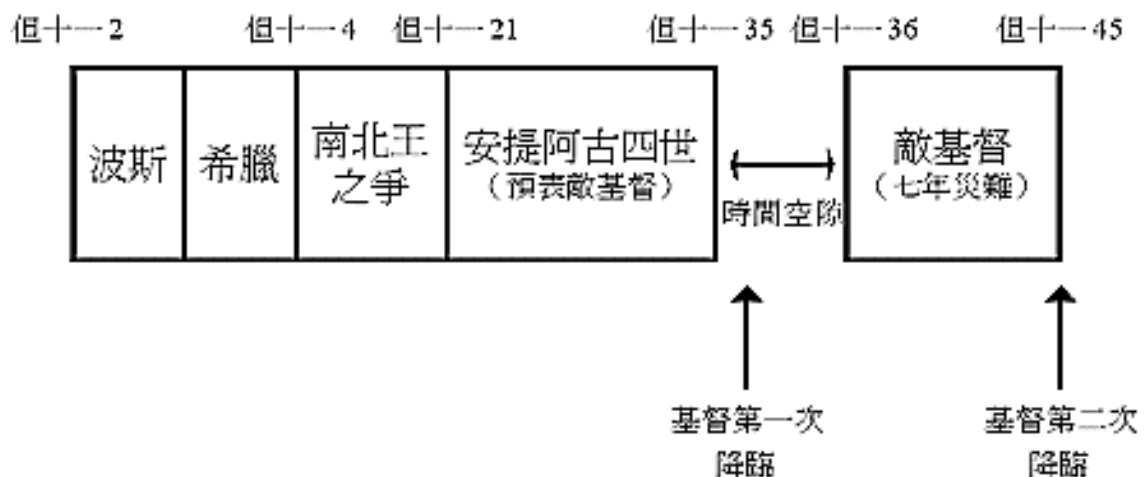 但十一2 但十一4 但十一21 但十一35 但十一36 但十一45
波斯 希臘 南北王 安提阿古四世 敵基督
之爭 （預表敵基督） （七年災難）
時間空隙
基督第一次 基督第二次
降臨 降臨